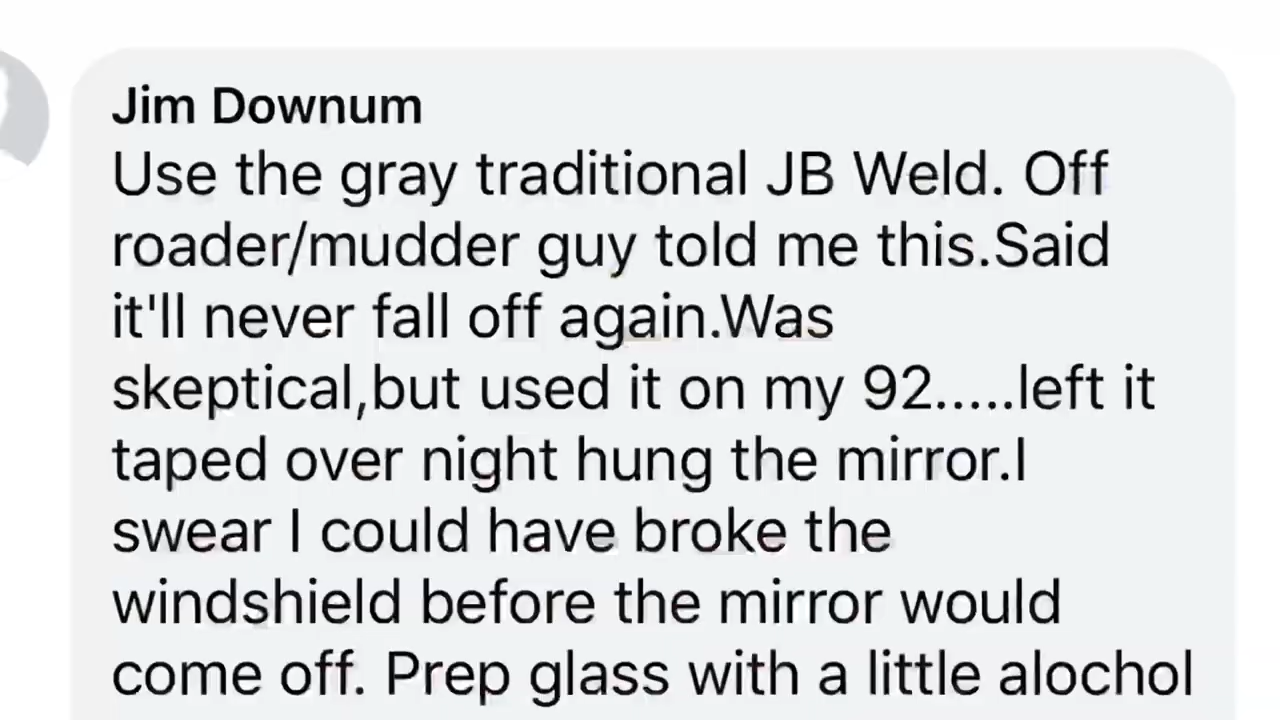 Jim Downum
Use the gray traditional JB Weld. Off
roader/mudder guy told me this.Said
it'll never fall off again.Was
skeptical,but used it on my 92.....left it
taped over night hung the mirror.I
swear I could have broke the
windshield before the mirror would
come off. Prep glass with a little alochol